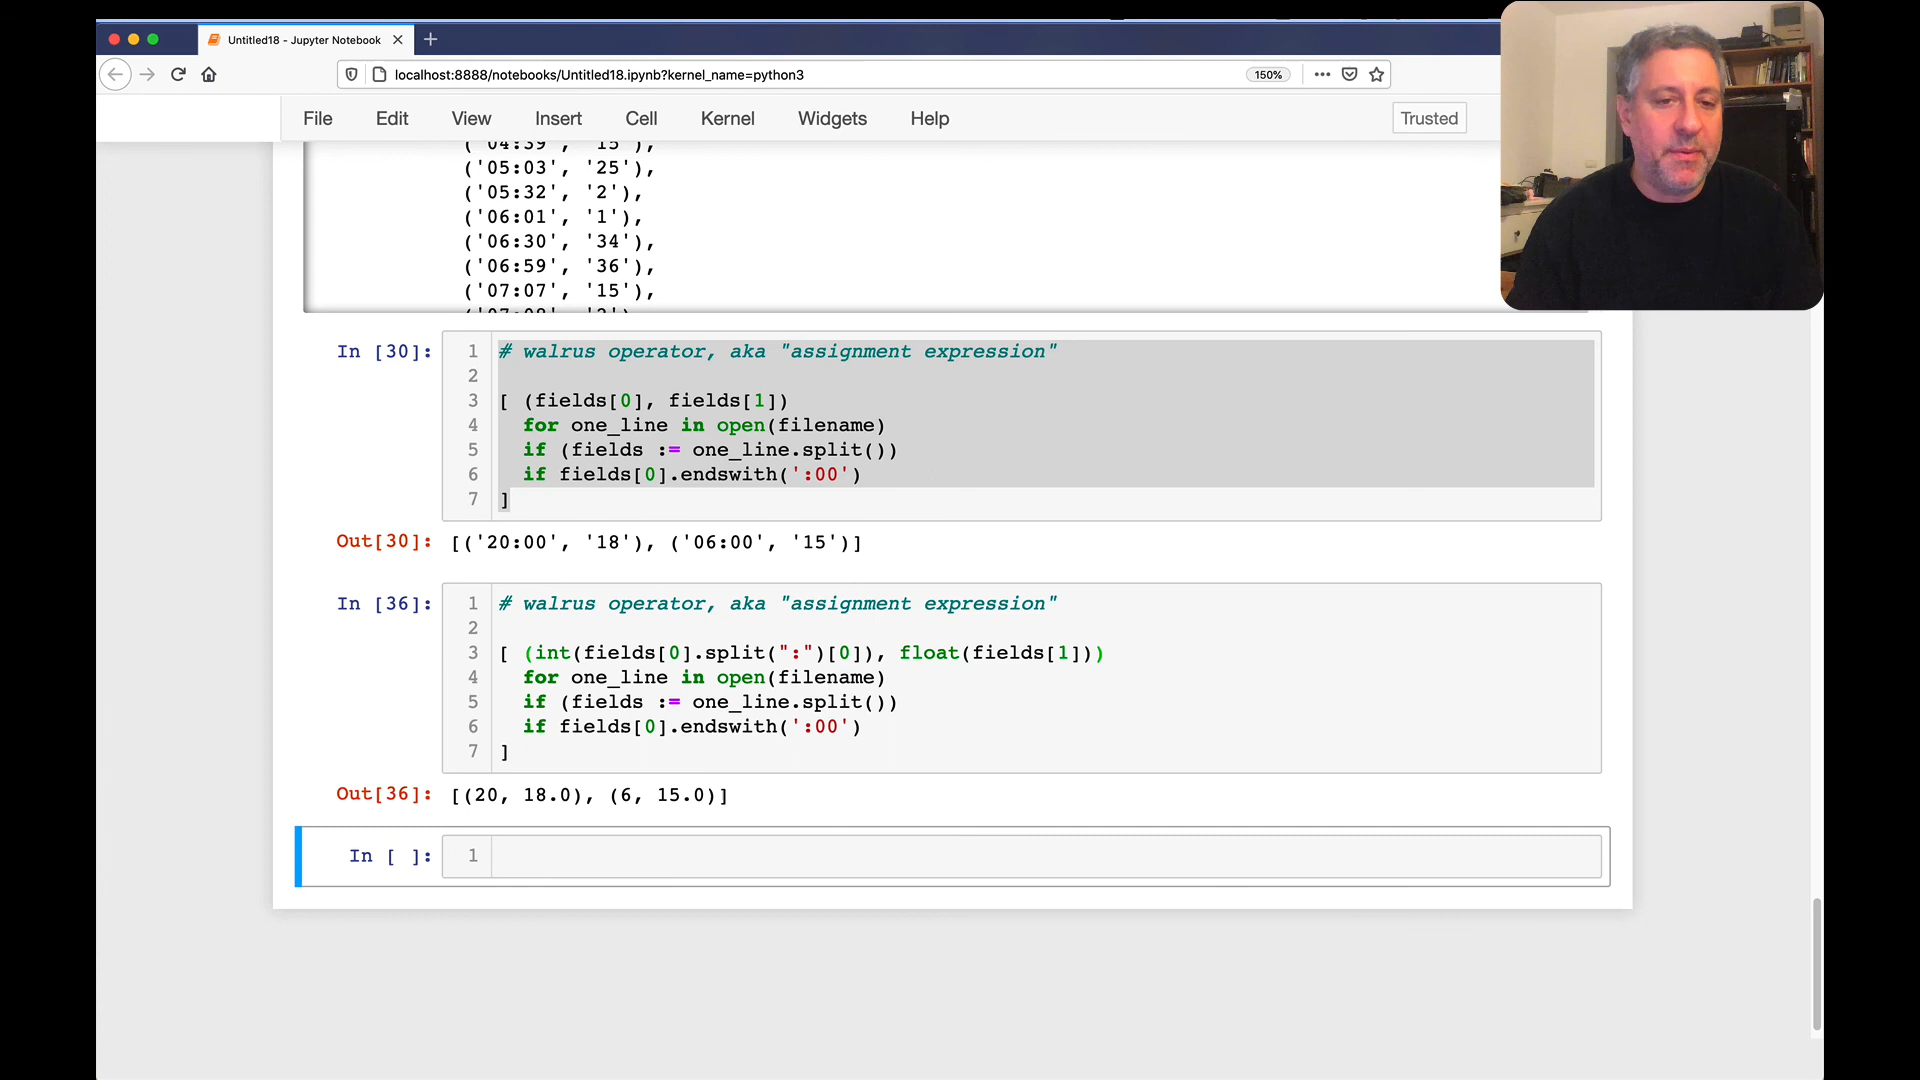 Untitled18 - Jupyter Notebook
localhost:8888/notebooks/Untitled18.ipynb?kernel_name=python3
150%
File Edit View Insert Cell Kernel Widgets Help
Trusted
('04:39', '15'),
('05:03', '25'),
('05:32', '2'),
('06:01', '1'),
('06:30', '34'),
('06:59', '36'),
('07:07', '15'),
In [30]:
1 # walrus operator, aka "assignment expression"
2
3 [ (fields[0], fields[1])
4 for one_line in open(filename)
5 if (fields := one_line.split())
6 if fields[0].endswith(':00')
7 ]
Out[30]: [('20:00', '18'), ('06:00', '15')]
In [36]:
1 # walrus operator, aka "assignment expression"
2
3 [ (int(fields[0].split(":")[0]), float(fields[1]))
4 for one_line in open(filename)
5 if (fields := one_line.split())
6 if fields[0].endswith(':00')
7 ]
Out[36]: [(20, 18.0), (6, 15.0)]
In [ ]: 1